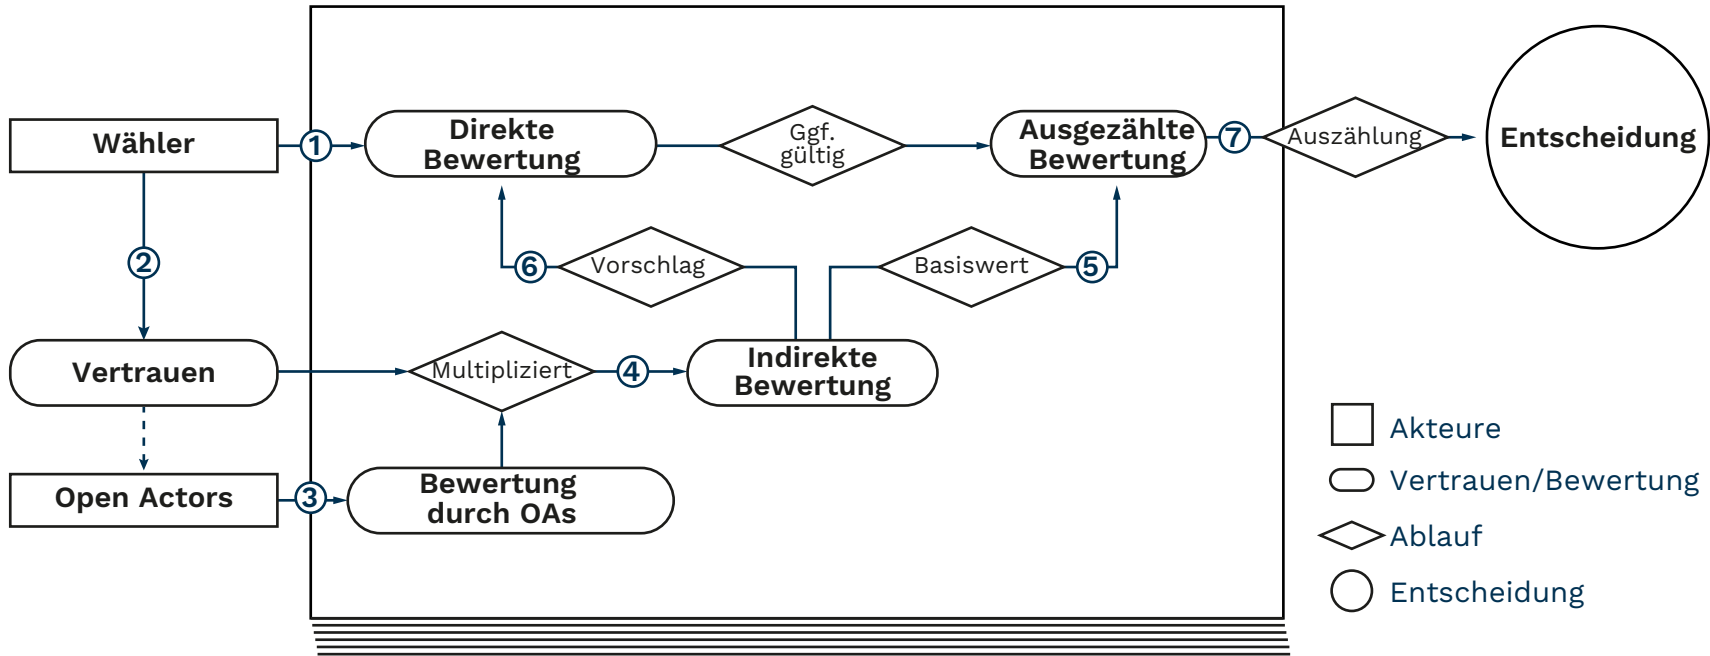 Wähler
1
Direkte
Bewertung
Ggf.
gültig
Ausgezählte
Bewertung
7
Auszählung
Entscheidung
2
6
Vorschlag
Basiswert
5
Vertrauen
Multipliziert
4
Indirekte
Bewertung
Open Actors
3
Bewertung
durch OAs
Akteure
Vertrauen/Bewertung
Ablauf
Entscheidung